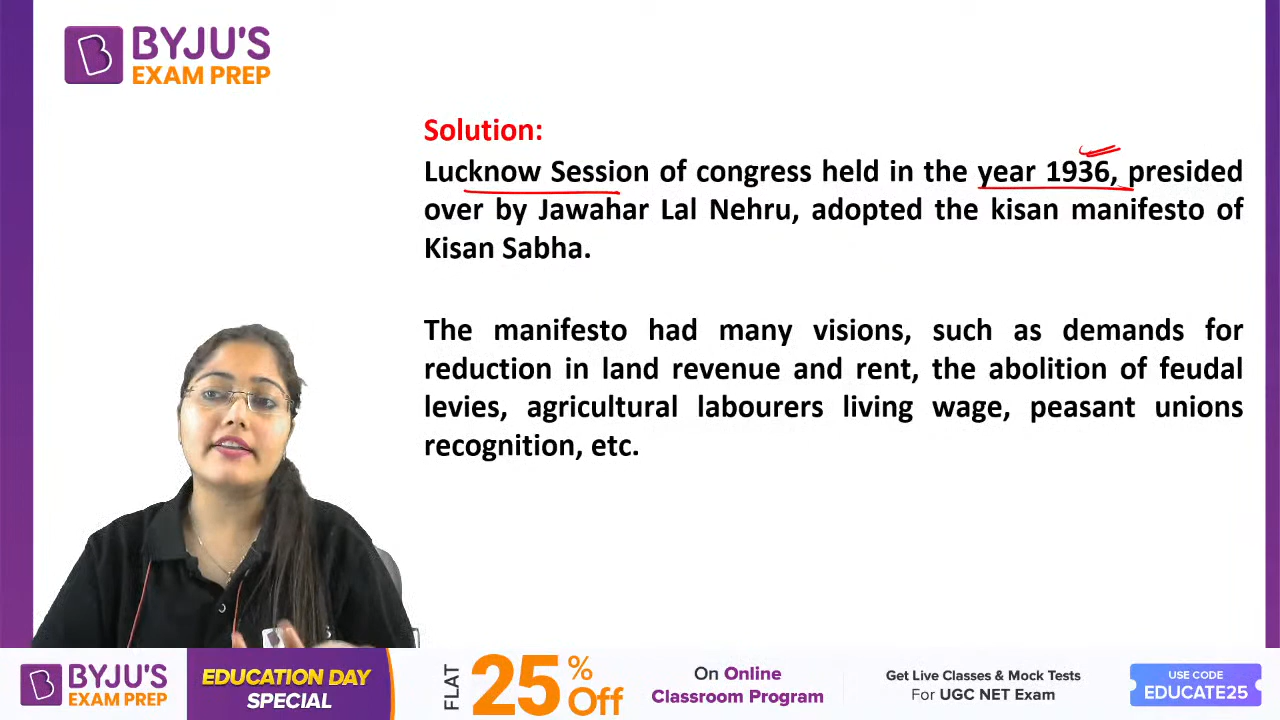 BYJU'S
EXAM PREP
Solution:
Lucknow Session of congress held in the year 1936, presided
over by Jawahar Lal Nehru, adopted the kisan manifesto of
Kisan Sabha.
The manifesto had many visions, such as demands for
reduction in land revenue and rent, the abolition of feudal
levies, agricultural labourers living wage, peasant unions
recognition, etc.
BYJU'S
EXAM PREP
EDUCATION DAY
SPECIAL
FLAT
25% Off
On Online
Classroom Program
Get Live Classes & Mock Tests
For UGC NET Exam
USE CODE
EDUCATE25